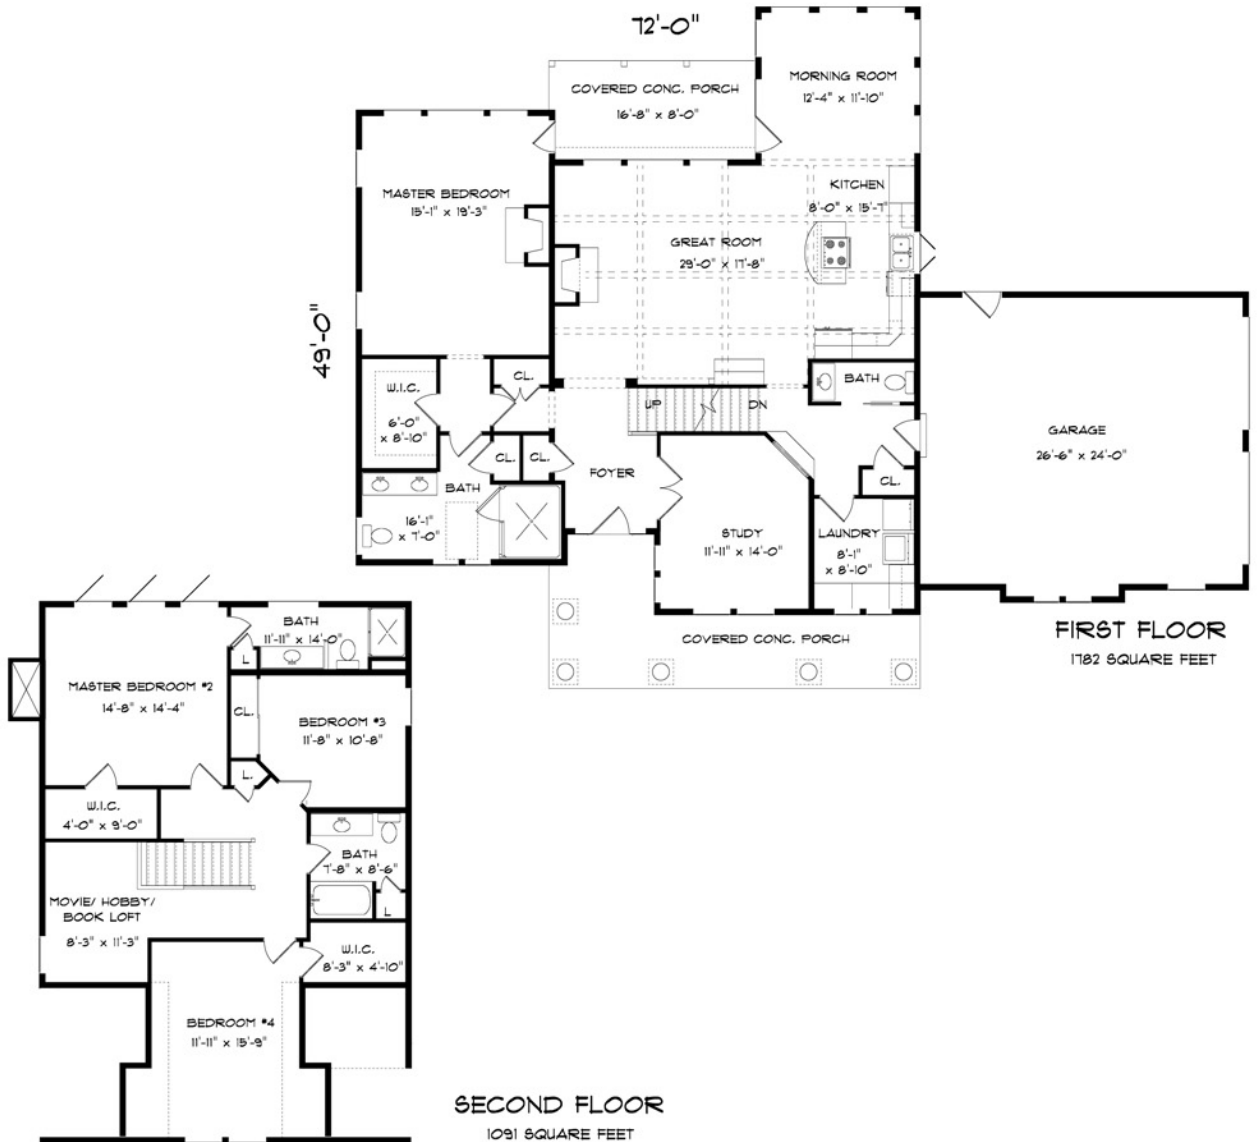 72'-0"
MORNING ROOM
12'-4" x 11'-10"
COVERED CONC. PORCH
16'-8" x 8'-0"
MASTER BEDROOM
15'-1" x 19'-3"
KITCHEN
8'-0" x 15'-7"
GREAT ROOM
29'-0" x 17'-8"
49'-0"
CL.
BATH
W.I.C.
6'-0"
x 8'-10"
UP
DN
GARAGE
26'-6" x 24'-0"
CL.
CL.
FOYER
CL.
BATH
16'-1"
x 7'-0"
STUDY
11'-11" x 14'-0"
LAUNDRY
8'-1"
x 8'-10"
COVERED CONC. PORCH
FIRST FLOOR
1782 SQUARE FEET
BATH
11'-11" x 14'-0"
L
MASTER BEDROOM #2
14'-8" x 14'-4"
CL.
BEDROOM #3
11'-8" x 10'-8"
L.
W.I.C.
4'-0" x 9'-0"
BATH
7'-8" x 8'-6"
L
MOVIE/ HOBBY/
BOOK LOFT
8'-3" x 11'-3"
W.I.C.
8'-3" x 4'-10"
BEDROOM #4
11'-11" x 15'-9"
SECOND FLOOR
1091 SQUARE FEET